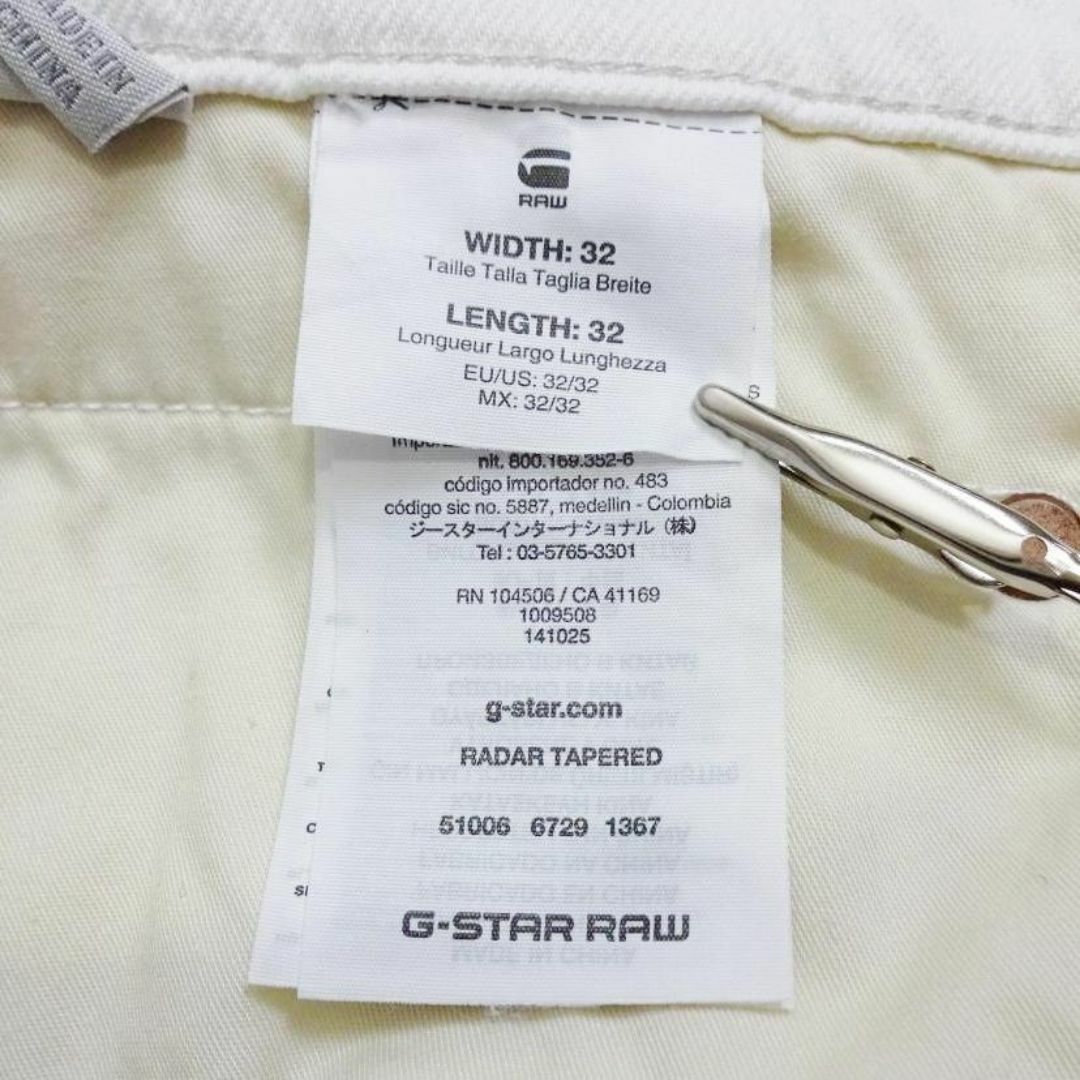 MADE IN
CHINA
RAW
WIDTH: 32
Taille Talla Taglia Breite
LENGTH: 32
Longueur Largo Lunghezza
EU/US: 32/32
MX: 32/32
S
nit. 800.169.352-6
código importador no. 483
código sic no. 5887, medellin - Colombia
ジースターインターナショナル（株）
Tel : 03-5765-3301
RN 104506 / CA 41169
1009508
141025
g-star.com
RADAR TAPERED
51006 6729 1367
G-STAR RAW
T
C
SI